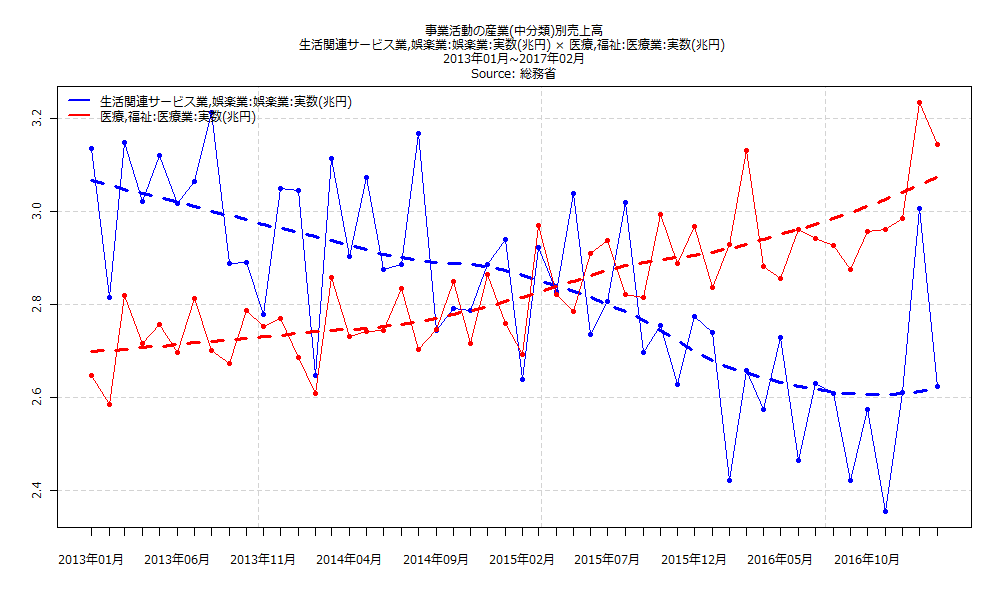 事業活動の産業(中分類)別売上高
生活関連サービス業,娯楽業:娯楽業:実数(兆円) × 医療,福祉:医療業:実数(兆円)
2013年01月~2017年02月
Source: 総務省
生活関連サービス業,娯楽業:娯楽業:実数(兆円)
医療,福祉:医療業:実数(兆円)
3.2
3.0
2.8
2.6
2.4
2013年01月 2013年06月 2013年11月 2014年04月 2014年09月 2015年02月 2015年07月 2015年12月 2016年05月 2016年10月